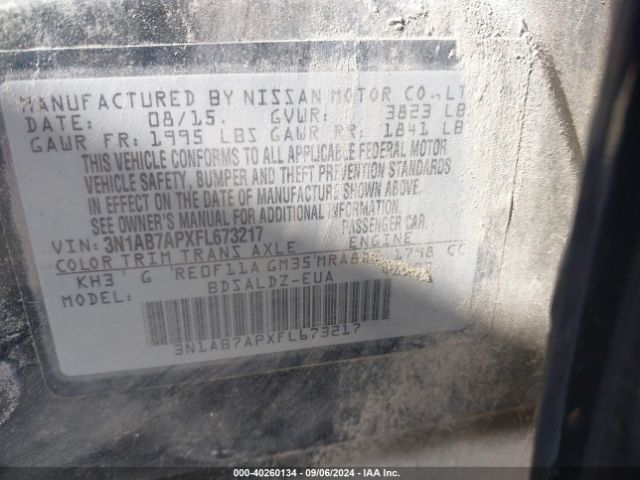 MANUFACTURED BY NISSAN MOTOR CO., LT
DATE: 08/15. GVWR: 3823 LB
GAWR FR: 1995 LBS GAWR RR: 1841 LB
THIS VEHICLE CONFORMS TO ALL APPLICABLE FEDERAL MOTOR
VEHICLE SAFETY, BUMPER AND THEFT PREVENTION STANDARDS
IN EFFECT ON THE DATE OF MANUFACTURE SHOWN ABOVE.
SEE OWNER'S MANUAL FOR ADDITIONAL INFORMATION.
VIN: 3N1AB7APXFL673217 PASSENGER CAR
COLOR TRIM TRANS AXLE ENGINE
KH3 G RE0F11A GM35 1798 CC
MODEL: BDSALDZ-EUA
3N1AB7APXFL673217
000-40260134 - 09/06/2024 - IAA Inc.